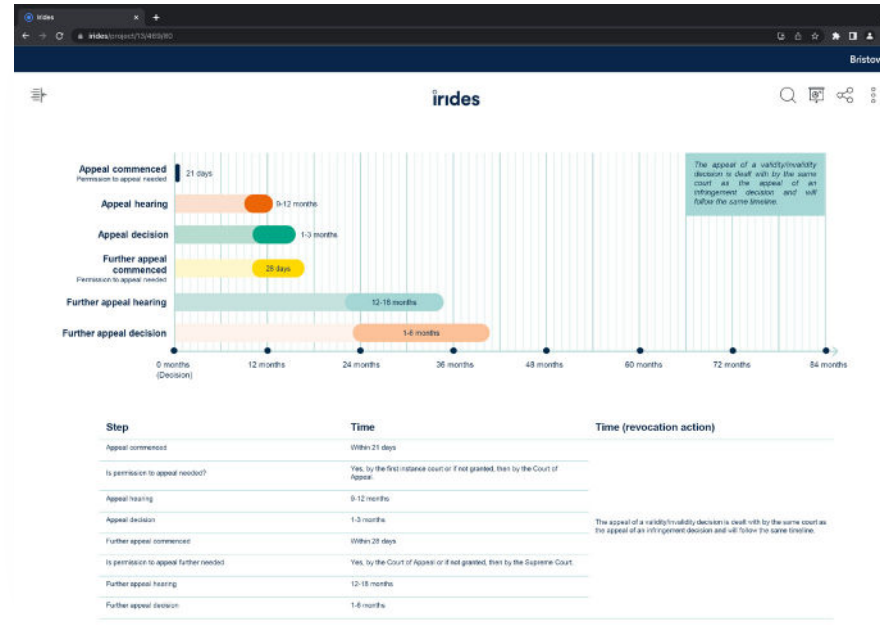 irides
irides/project/13/469/80
Bristow
irides
Appeal commenced
Permission to appeal needed
21 days
Appeal hearing
9-12 months
Appeal decision
1-3 months
Further appeal
commenced
Permission to appeal needed
28 days
Further appeal hearing
12-18 months
Further appeal decision
1-6 months
The appeal of a validity/invalidity
decision is dealt with by the same
court as the appeal of an
infringement decision and will
follow the same timeline.
0 months
(Decision)
12 months
24 months
36 months
48 months
60 months
72 months
84 months
Step Time Time (revocation action)
Appeal commenced Within 21 days
Is permission to appeal needed? Yes, by the first instance court or if not granted, then by the Court of
Appeal.
Appeal hearing 9-12 months
Appeal decision 1-3 months
The appeal of a validity/invalidity decision is dealt with by the same court as
the appeal of an infringement decision and will follow the same timeline.
Further appeal commenced Within 28 days
Is permission to appeal further needed Yes, by the Court of Appeal or if not granted, then by the Supreme Court.
Further appeal hearing 12-18 months
Further appeal decision 1-6 months